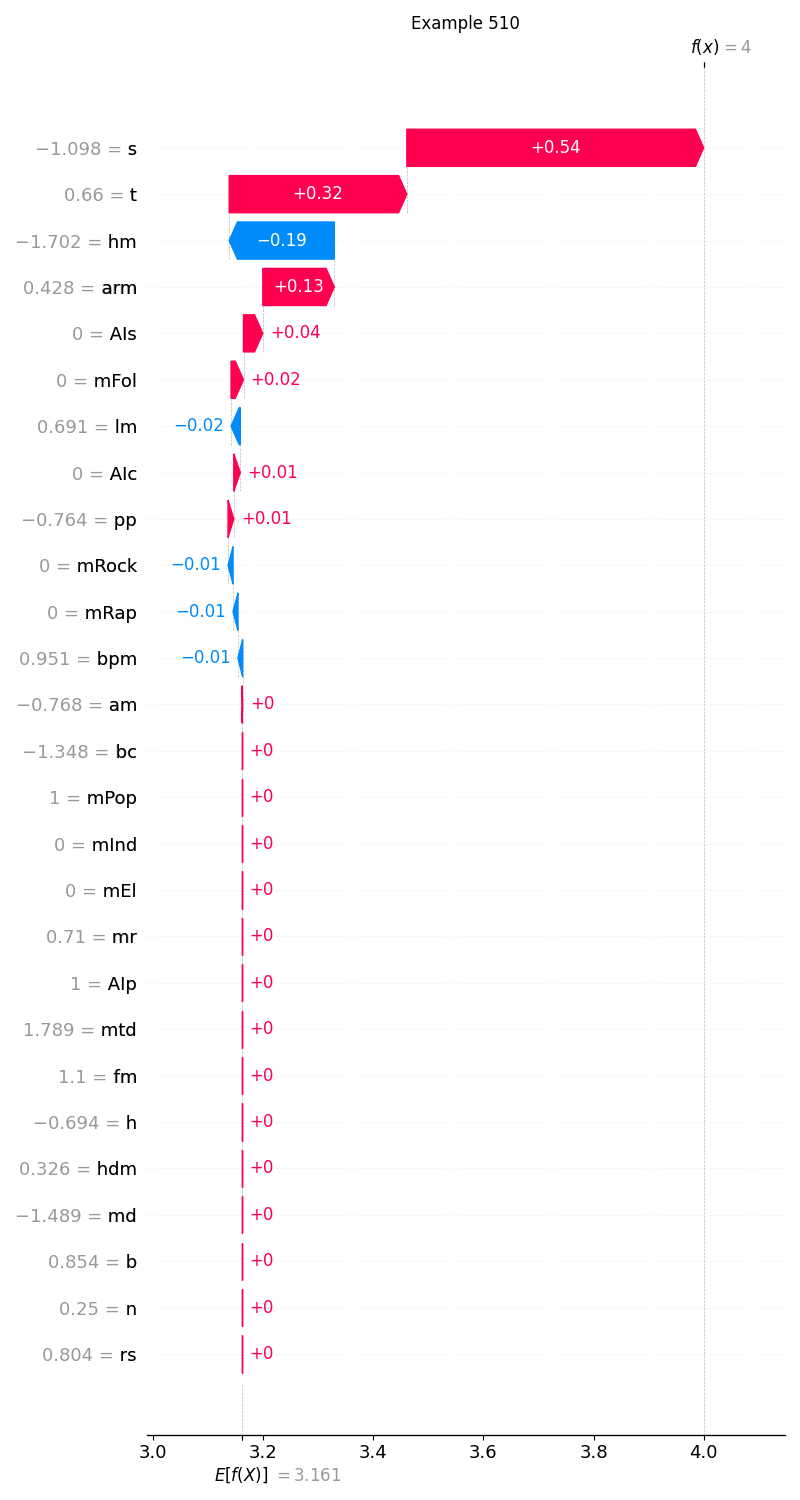 Example 510
f(x) = 4
−1.098 = s +0.54
0.66 = t +0.32
−1.702 = hm −0.19
0.428 = arm +0.13
0 = AIs +0.04
0 = mFol +0.02
0.691 = lm −0.02
0 = AIc +0.01
−0.764 = pp +0.01
0 = mRock −0.01
0 = mRap −0.01
0.951 = bpm −0.01
−0.768 = am +0
−1.348 = bc +0
1 = mPop +0
0 = mInd +0
0 = mEl +0
0.71 = mr +0
1 = AIp +0
1.789 = mtd +0
1.1 = fm +0
−0.694 = h +0
0.326 = hdm +0
−1.489 = md +0
0.854 = b +0
0.25 = n +0
0.804 = rs +0
3.0 3.2 3.4 3.6 3.8 4.0
E[f(X)] = 3.161